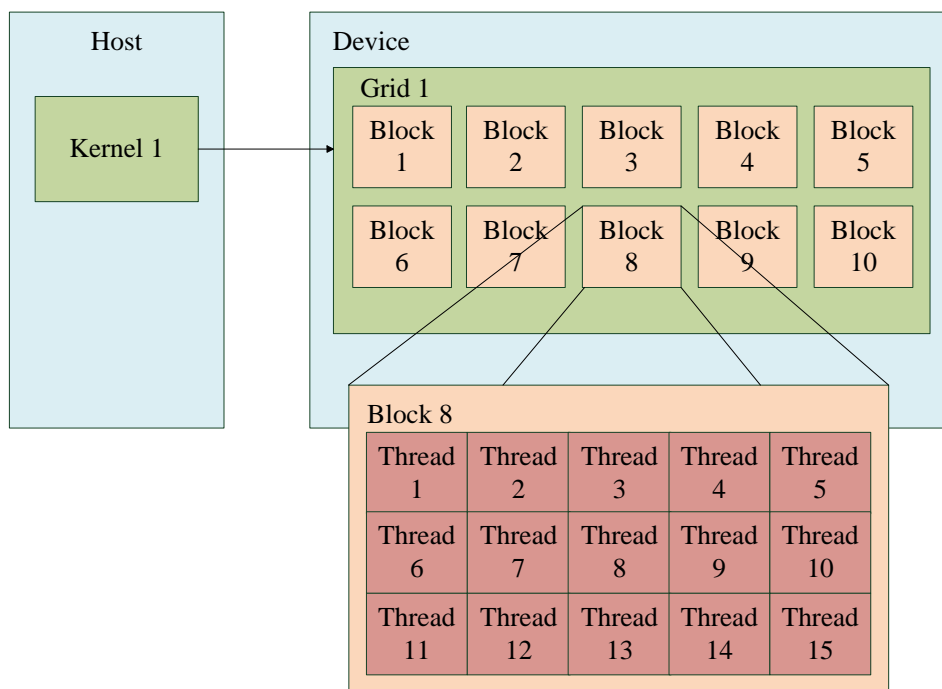 Host
Kernel 1
Device
Grid 1
Block
1
Block
2
Block
3
Block
4
Block
5
Block
6
Block
7
Block
8
Block
9
Block
10
Block 8
Thread
1
Thread
2
Thread
3
Thread
4
Thread
5
Thread
6
Thread
7
Thread
8
Thread
9
Thread
10
Thread
11
Thread
12
Thread
13
Thread
14
Thread
15